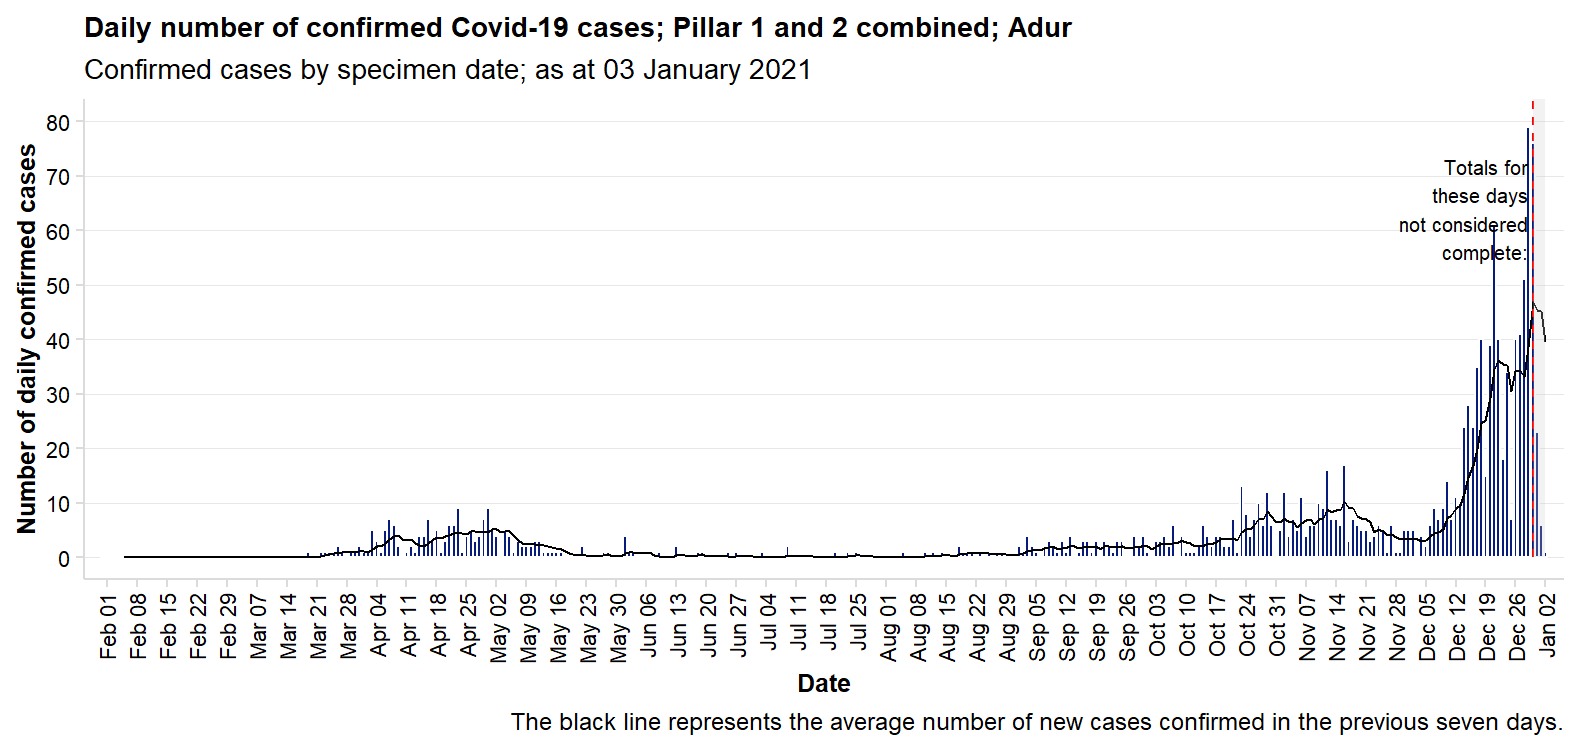 Daily number of confirmed Covid-19 cases; Pillar 1 and 2 combined; Adur
Confirmed cases by specimen date; as at 03 January 2021
Number of daily confirmed cases
80
70
60
50
40
30
20
10
0
Totals for
these days
not considered
complete:
Feb 01
Feb 08
Feb 15
Feb 22
Feb 29
Mar 07
Mar 14
Mar 21
Mar 28
Apr 04
Apr 11
Apr 18
Apr 25
May 02
May 09
May 16
May 23
May 30
Jun 06
Jun 13
Jun 20
Jun 27
Jul 04
Jul 11
Jul 18
Jul 25
Aug 01
Aug 08
Aug 15
Aug 22
Aug 29
Sep 05
Sep 12
Sep 19
Sep 26
Oct 03
Oct 10
Oct 17
Oct 24
Oct 31
Nov 07
Nov 14
Nov 21
Nov 28
Dec 05
Dec 12
Dec 19
Dec 26
Jan 02
Date
The black line represents the average number of new cases confirmed in the previous seven days.